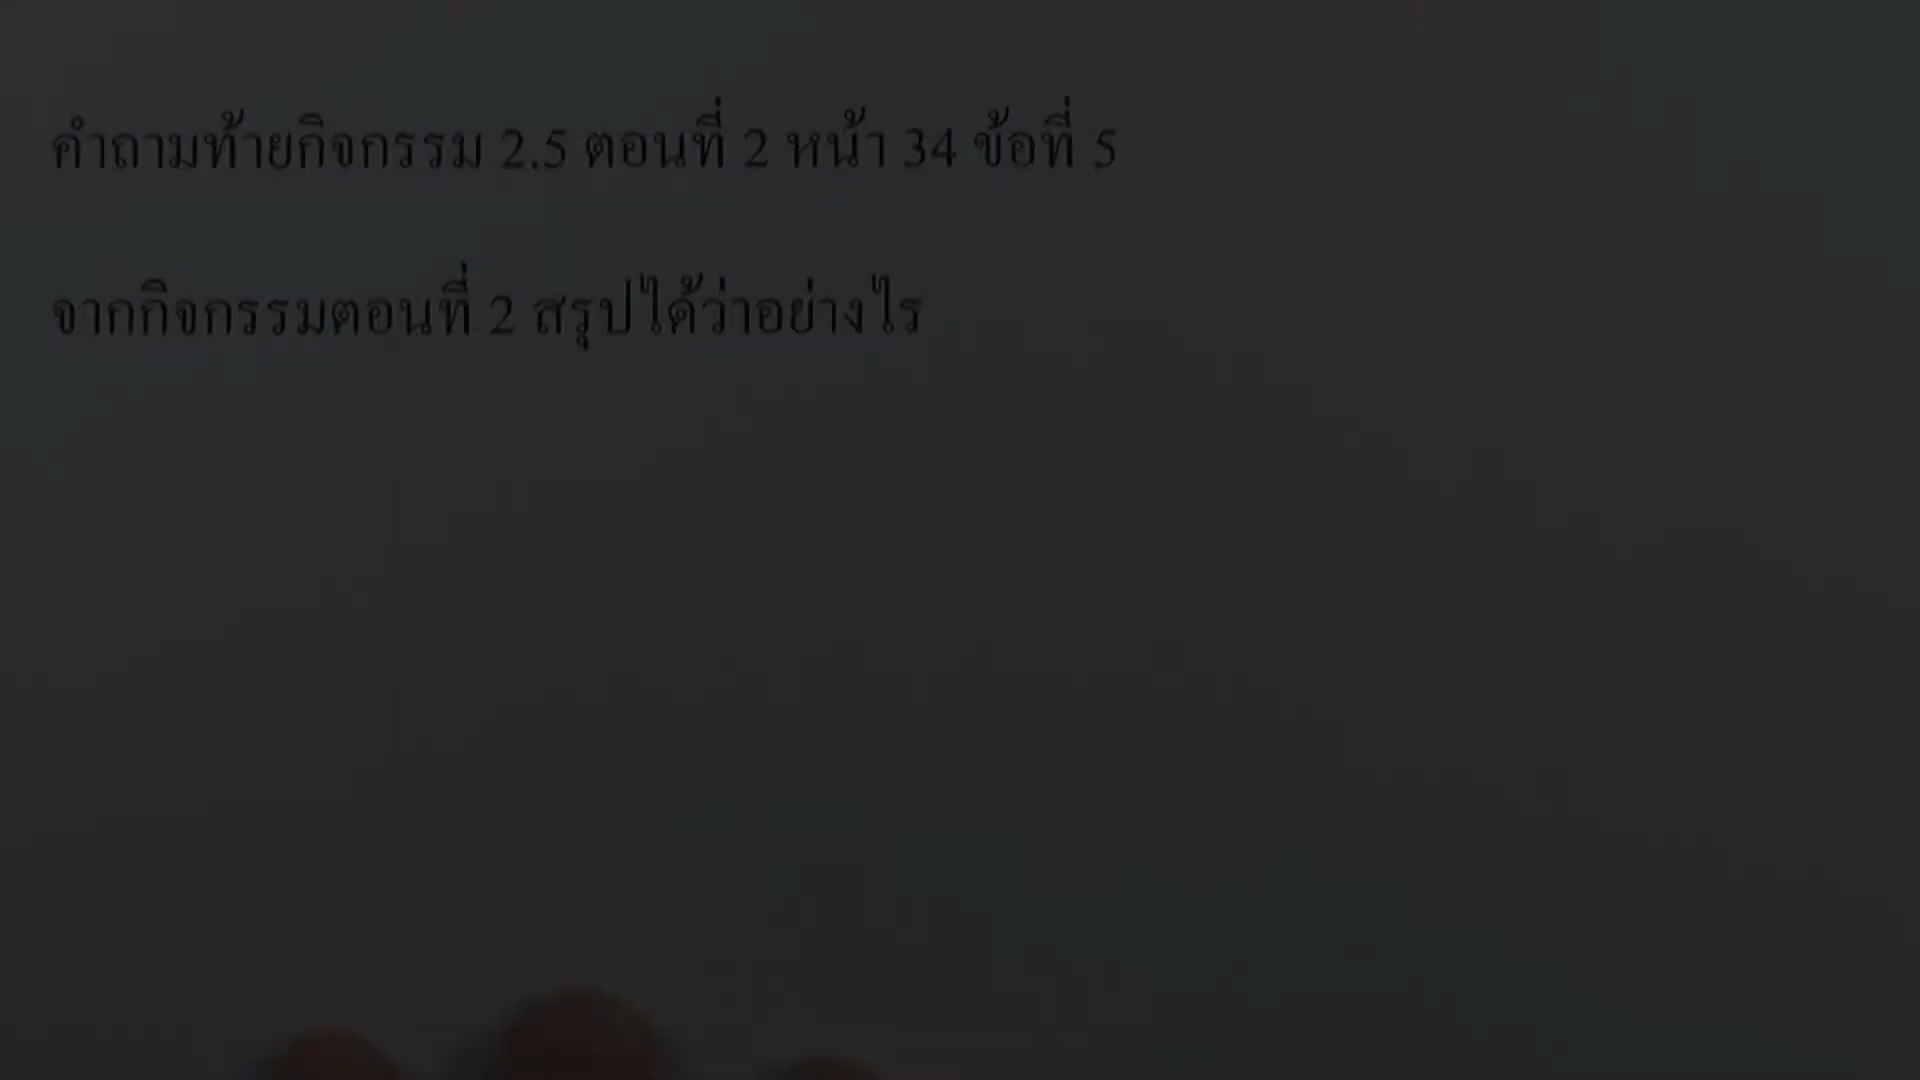 คำถามท้ายกิจกรรม 2.5 ตอนที่ 2 หน้า 34 ข้อที่ 5
จากกิจกรรมตอนที่ 2 สรุปได้ว่าอย่างไร